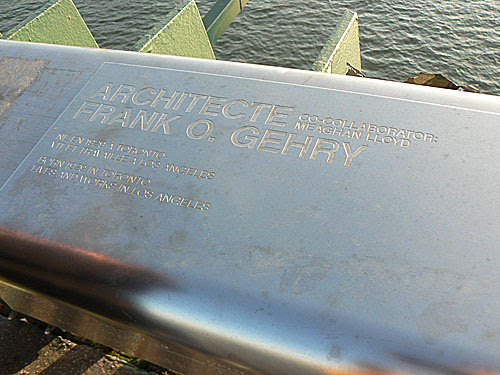 ARCHITECTE
FRANK O. GEHRY
CO-COLLABORATOR:
MEAGHAN LLOYD
NÉ EN 1929 À TORONTO
VIT ET TRAVAILLE À LOS ANGELES
BORN 1929 IN TORONTO
LIVES AND WORKS IN LOS ANGELES